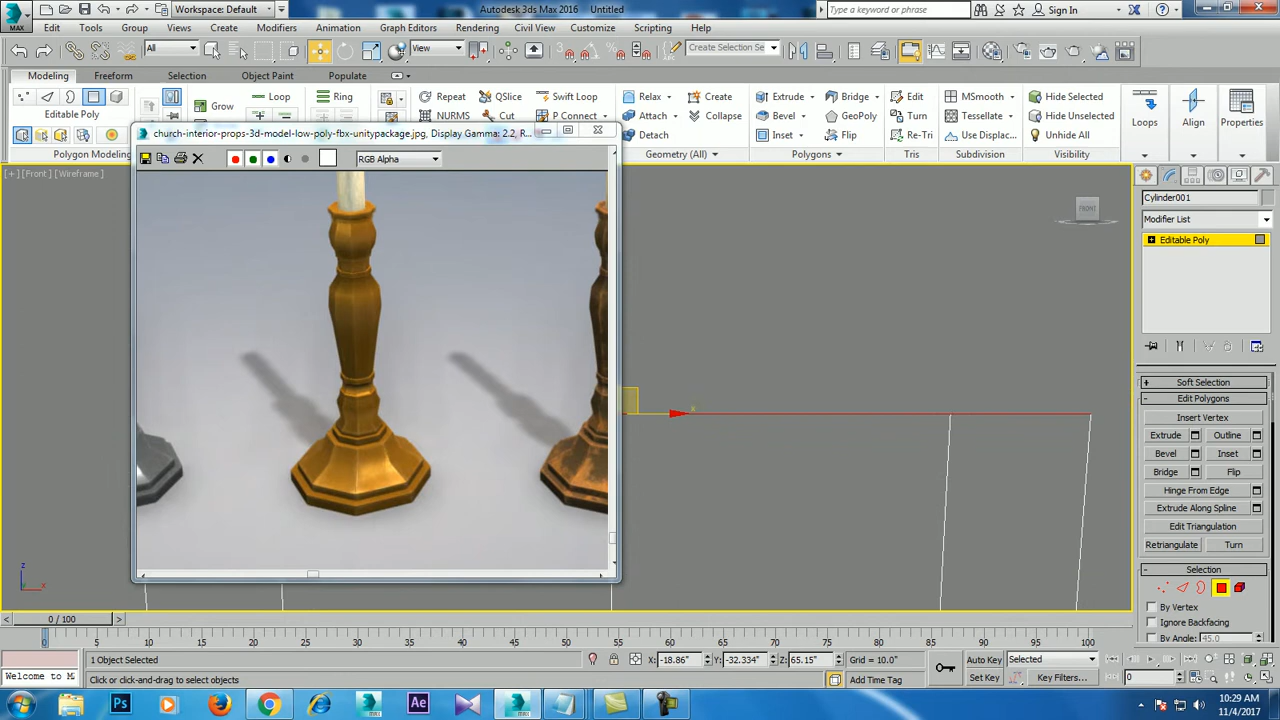 MAX
Workspace: Default
Autodesk 3ds Max 2016 Untitled
Type a keyword or phrase
Sign In
Edit Tools Group Views Create Modifiers Animation Graph Editors Rendering Civil View Customize Scripting Help
All
View
Create Selection Se
Modeling Freeform Selection Object Paint Populate
Grow Loop Ring Repeat QSlice Swift Loop Relax Create Extrude Bridge Edit MSmooth Hide
NURMS Cut P Connect Attach Collapse Bevel GeoPoly Turn Tessellate Unhide
Detach Inset Flip Re-Tri Use Displac... Unhide All
Loops Align Properties
Edit Poly
Polygon Modeling Geometry (All) Polygons Tris Subdivision Visibility
church-interior-props-3d-model-low-poly-fbx-unitypackage.jpg, Display Gamma: 2.2, R...
RGB Alpha
[+] [Front] [Wireframe]
FRONT
x
z
x
Cylinder001
Modifier List
Editable Poly
Soft Selection
Edit Polygons
Insert Vertex
Extrude Outline
Bevel Inset
Bridge Flip
Hinge From Edge
Extrude Along Spline
Edit Triangulation
Retriangulate Turn
Selection
By Vertex
Ignore Backfacing
By Angle: 45.0
0 / 100
0 5 10 15 20 25 30 35 40 45 50 55 60 65 70 75 80 85 90 95 100
1 Object Selected
X: -18.86" Y: -32.334" Z: 65.15" Grid = 10.0"
Auto Key Selected
Welcome to M
Click or click-and-drag to select objects
Add Time Tag
Set Key Key Filters...
0
Ps
Ae
10:29 AM
11/4/2017